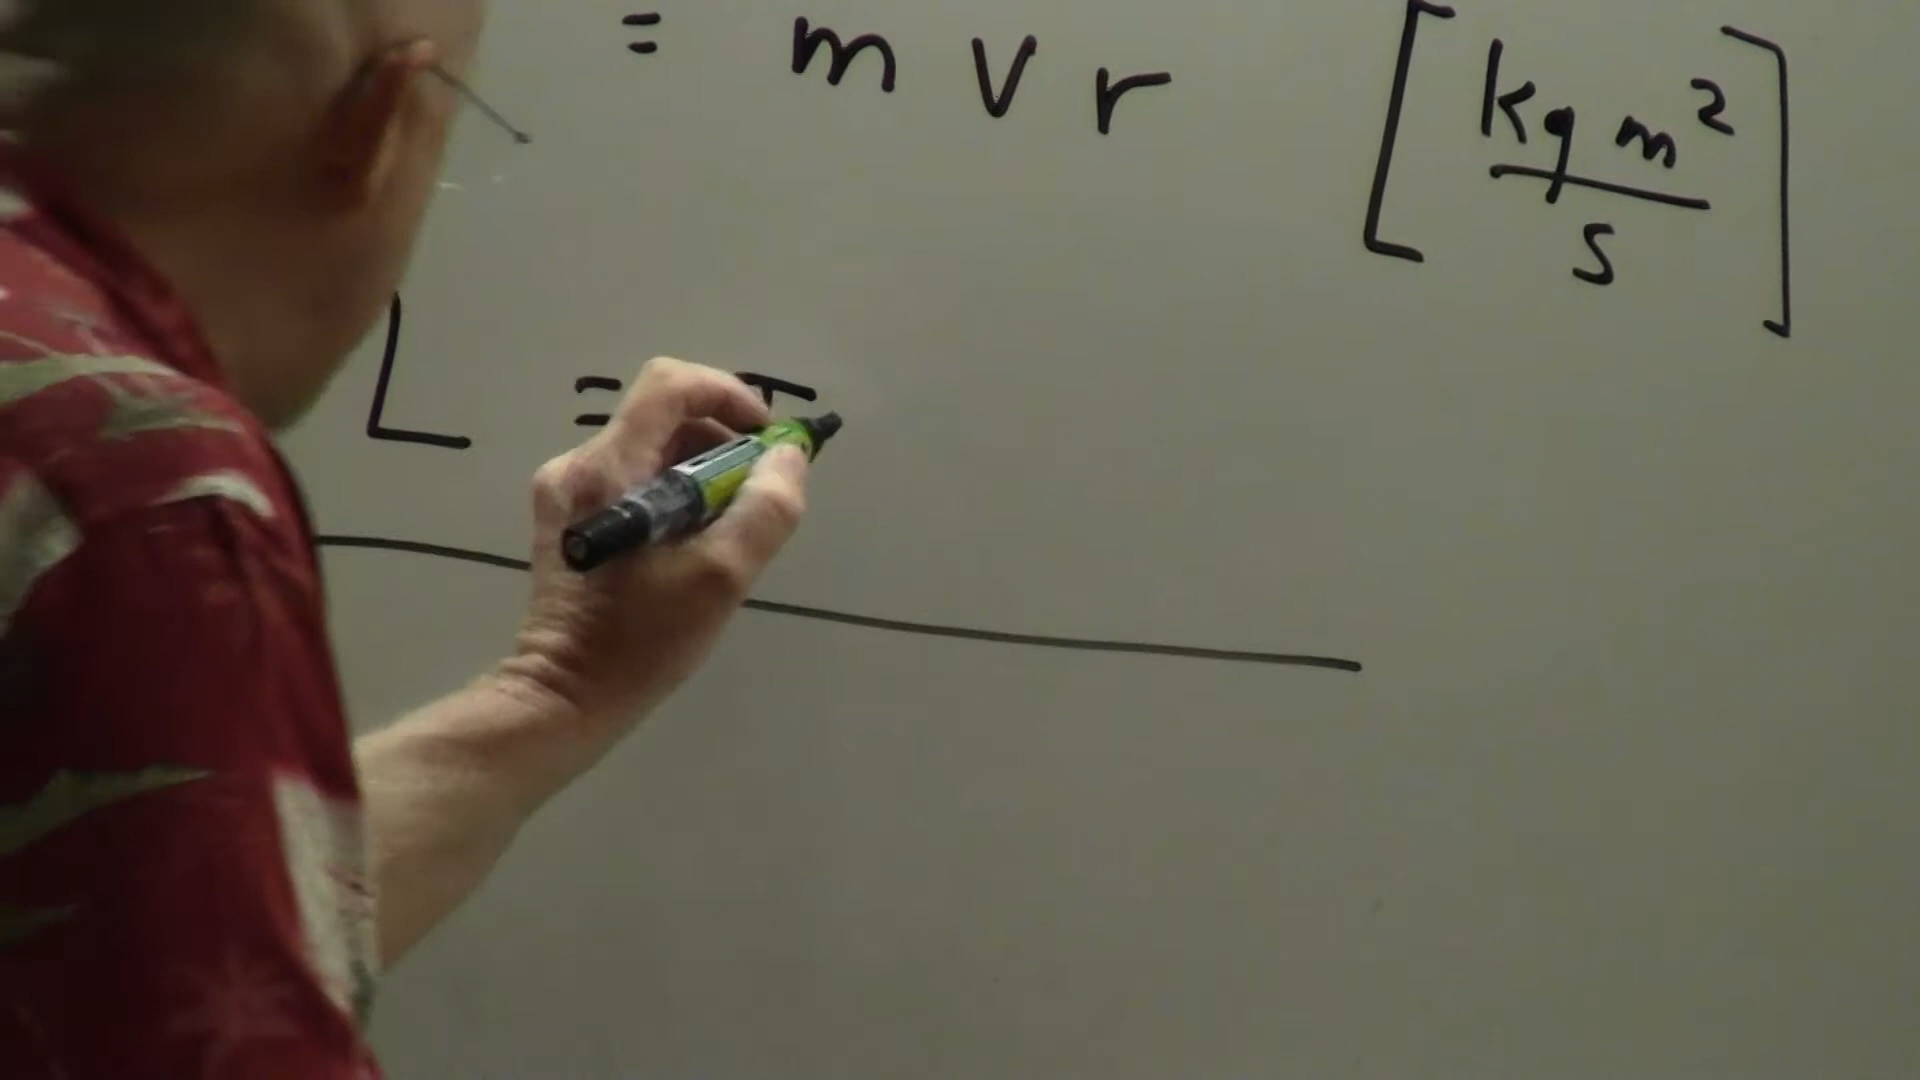 = m v r [kg m² / s]
L = I